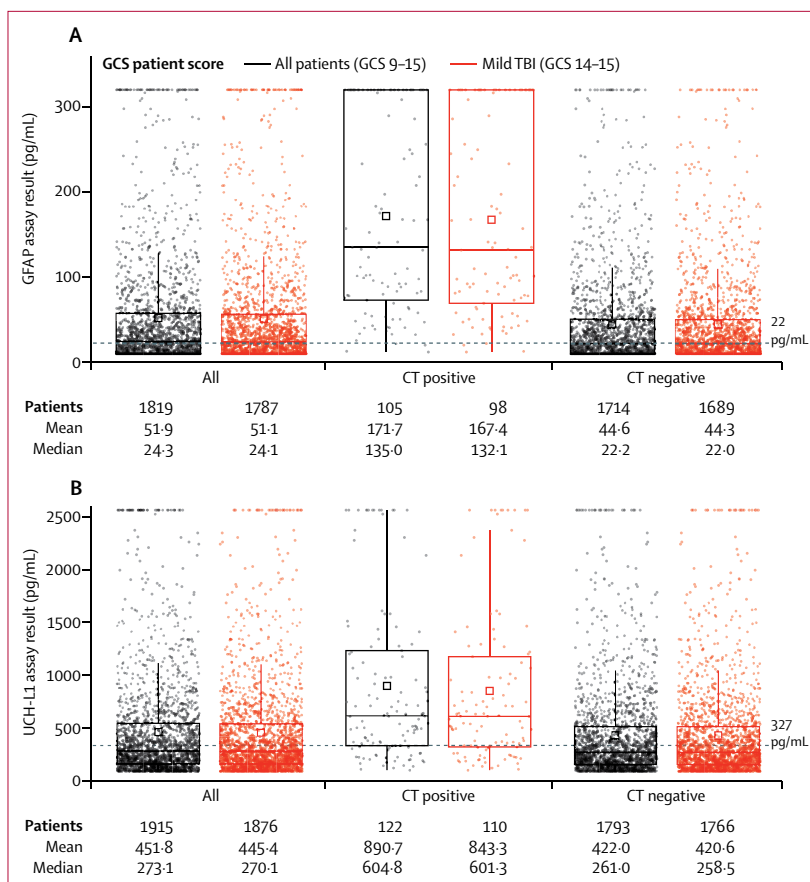 A
GCS patient score All patients (GCS 9–15) Mild TBI (GCS 14–15)
GFAP assay result (pg/mL)
300
200
100
0
22
pg/mL
All CT positive CT negative
Patients 1819 1787 105 98 1714 1689
Mean 51·9 51·1 171·7 167·4 44·6 44·3
Median 24·3 24·1 135·0 132·1 22·2 22·0
B
UCH-L1 assay result (pg/mL)
2500
2000
1500
1000
500
0
327
pg/mL
All CT positive CT negative
Patients 1915 1876 122 110 1793 1766
Mean 451·8 445·4 890·7 843·3 422·0 420·6
Median 273·1 270·1 604·8 601·3 261·0 258·5